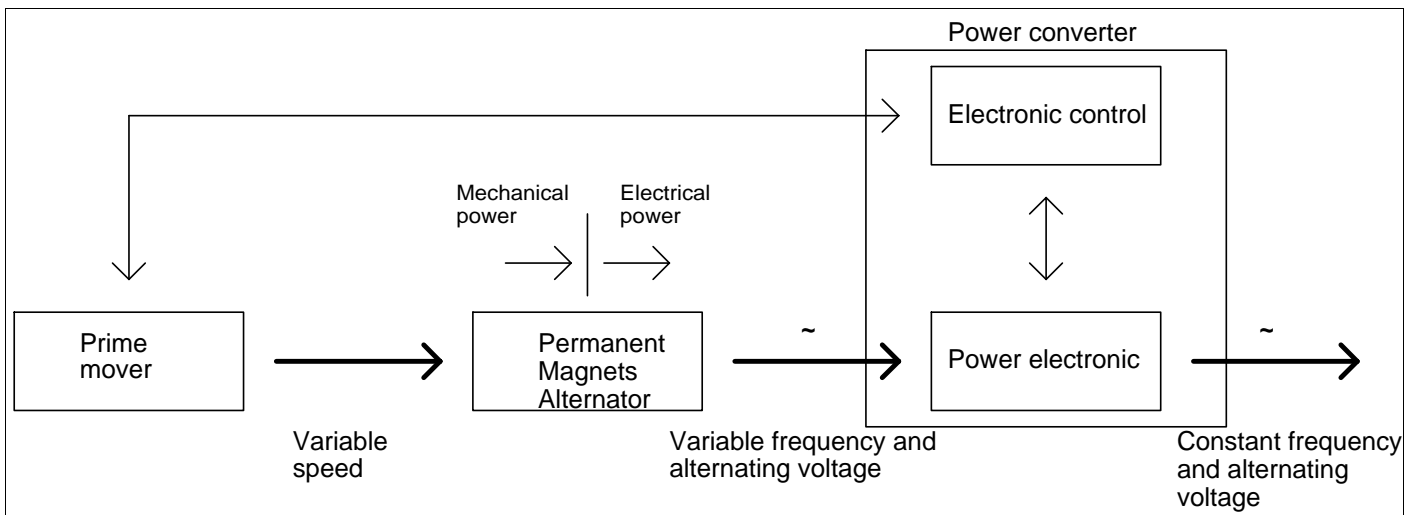 Power converter
Electronic control
Mechanical
power
Electrical
power
Prime
mover
Permanent
Magnets
Alternator
~
Power electronic
~
Variable
speed
Variable frequency and
alternating voltage
Constant frequency
and alternating
voltage